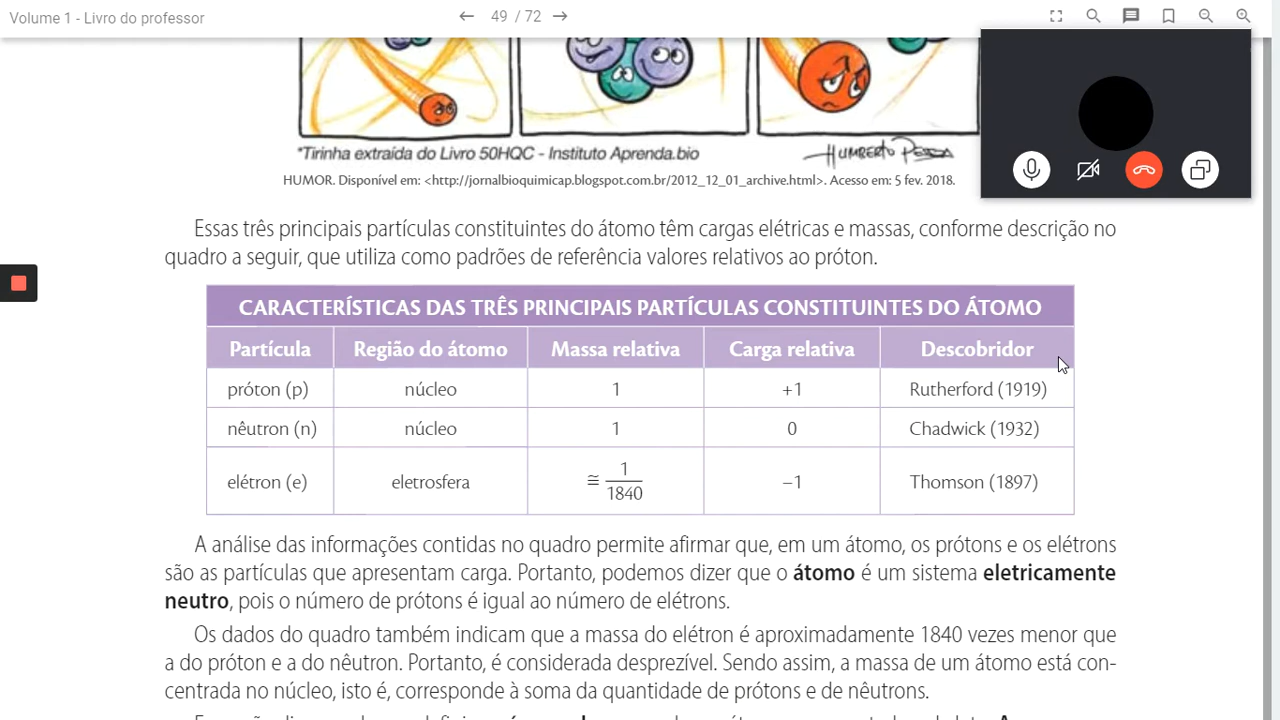 Volume 1 - Livro do professor
49 / 72
*Tirinha extraída do Livro 50HQC - Instituto Aprenda.bio
HUMOR. Disponível em: <http://jornalbioquimicap.blogspot.com.br/2012_12_01_archive.html>. Acesso em: 5 fev. 2018.
Essas três principais partículas constituintes do átomo têm cargas elétricas e massas, conforme descrição no
quadro a seguir, que utiliza como padrões de referência valores relativos ao próton.
CARACTERÍSTICAS DAS TRÊS PRINCIPAIS PARTÍCULAS CONSTITUINTES DO ÁTOMO
Partícula Região do átomo Massa relativa Carga relativa Descobridor
próton (p) núcleo 1 +1 Rutherford (1919)
nêutron (n) núcleo 1 0 Chadwick (1932)
elétron (e) eletrosfera ≅ 1/1840 –1 Thomson (1897)
A análise das informações contidas no quadro permite afirmar que, em um átomo, os prótons e os elétrons
são as partículas que apresentam carga. Portanto, podemos dizer que o átomo é um sistema eletricamente
neutro, pois o número de prótons é igual ao número de elétrons.
Os dados do quadro também indicam que a massa do elétron é aproximadamente 1840 vezes menor que
a do próton e a do nêutron. Portanto, é considerada desprezível. Sendo assim, a massa de um átomo está con-
centrada no núcleo, isto é, corresponde à soma da quantidade de prótons e de nêutrons.